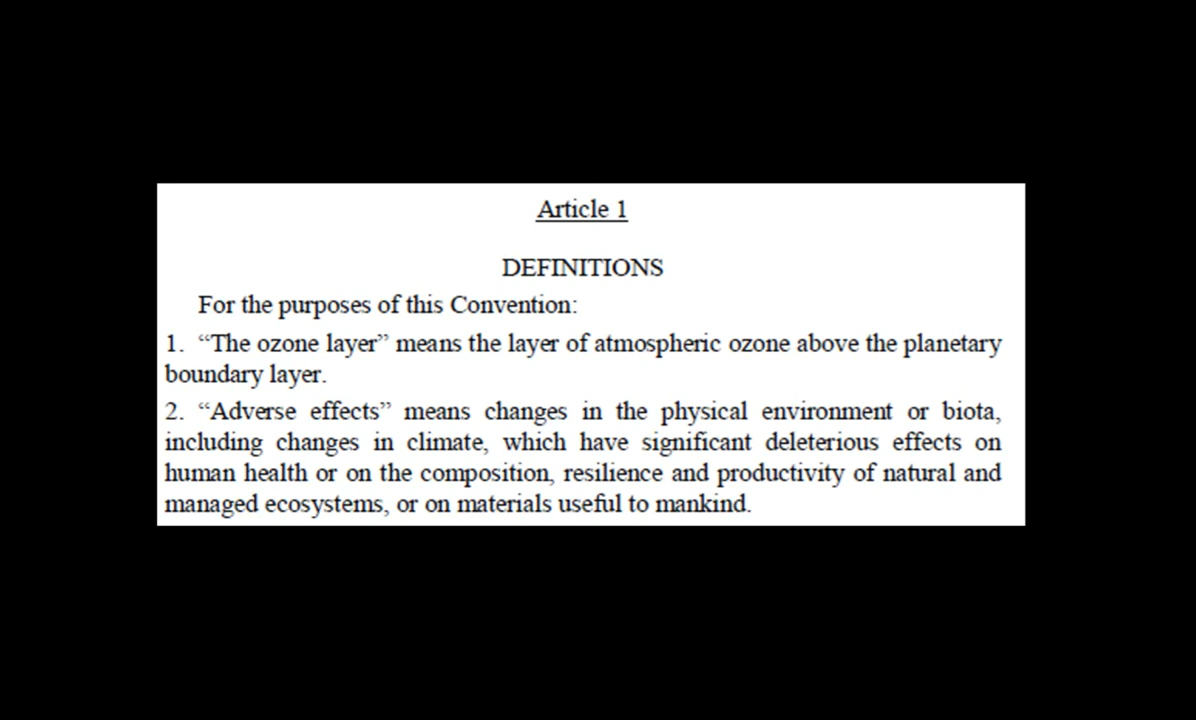 Article 1
DEFINITIONS
For the purposes of this Convention:
1. “The ozone layer” means the layer of atmospheric ozone above the planetary
boundary layer.
2. “Adverse effects” means changes in the physical environment or biota,
including changes in climate, which have significant deleterious effects on
human health or on the composition, resilience and productivity of natural and
managed ecosystems, or on materials useful to mankind.